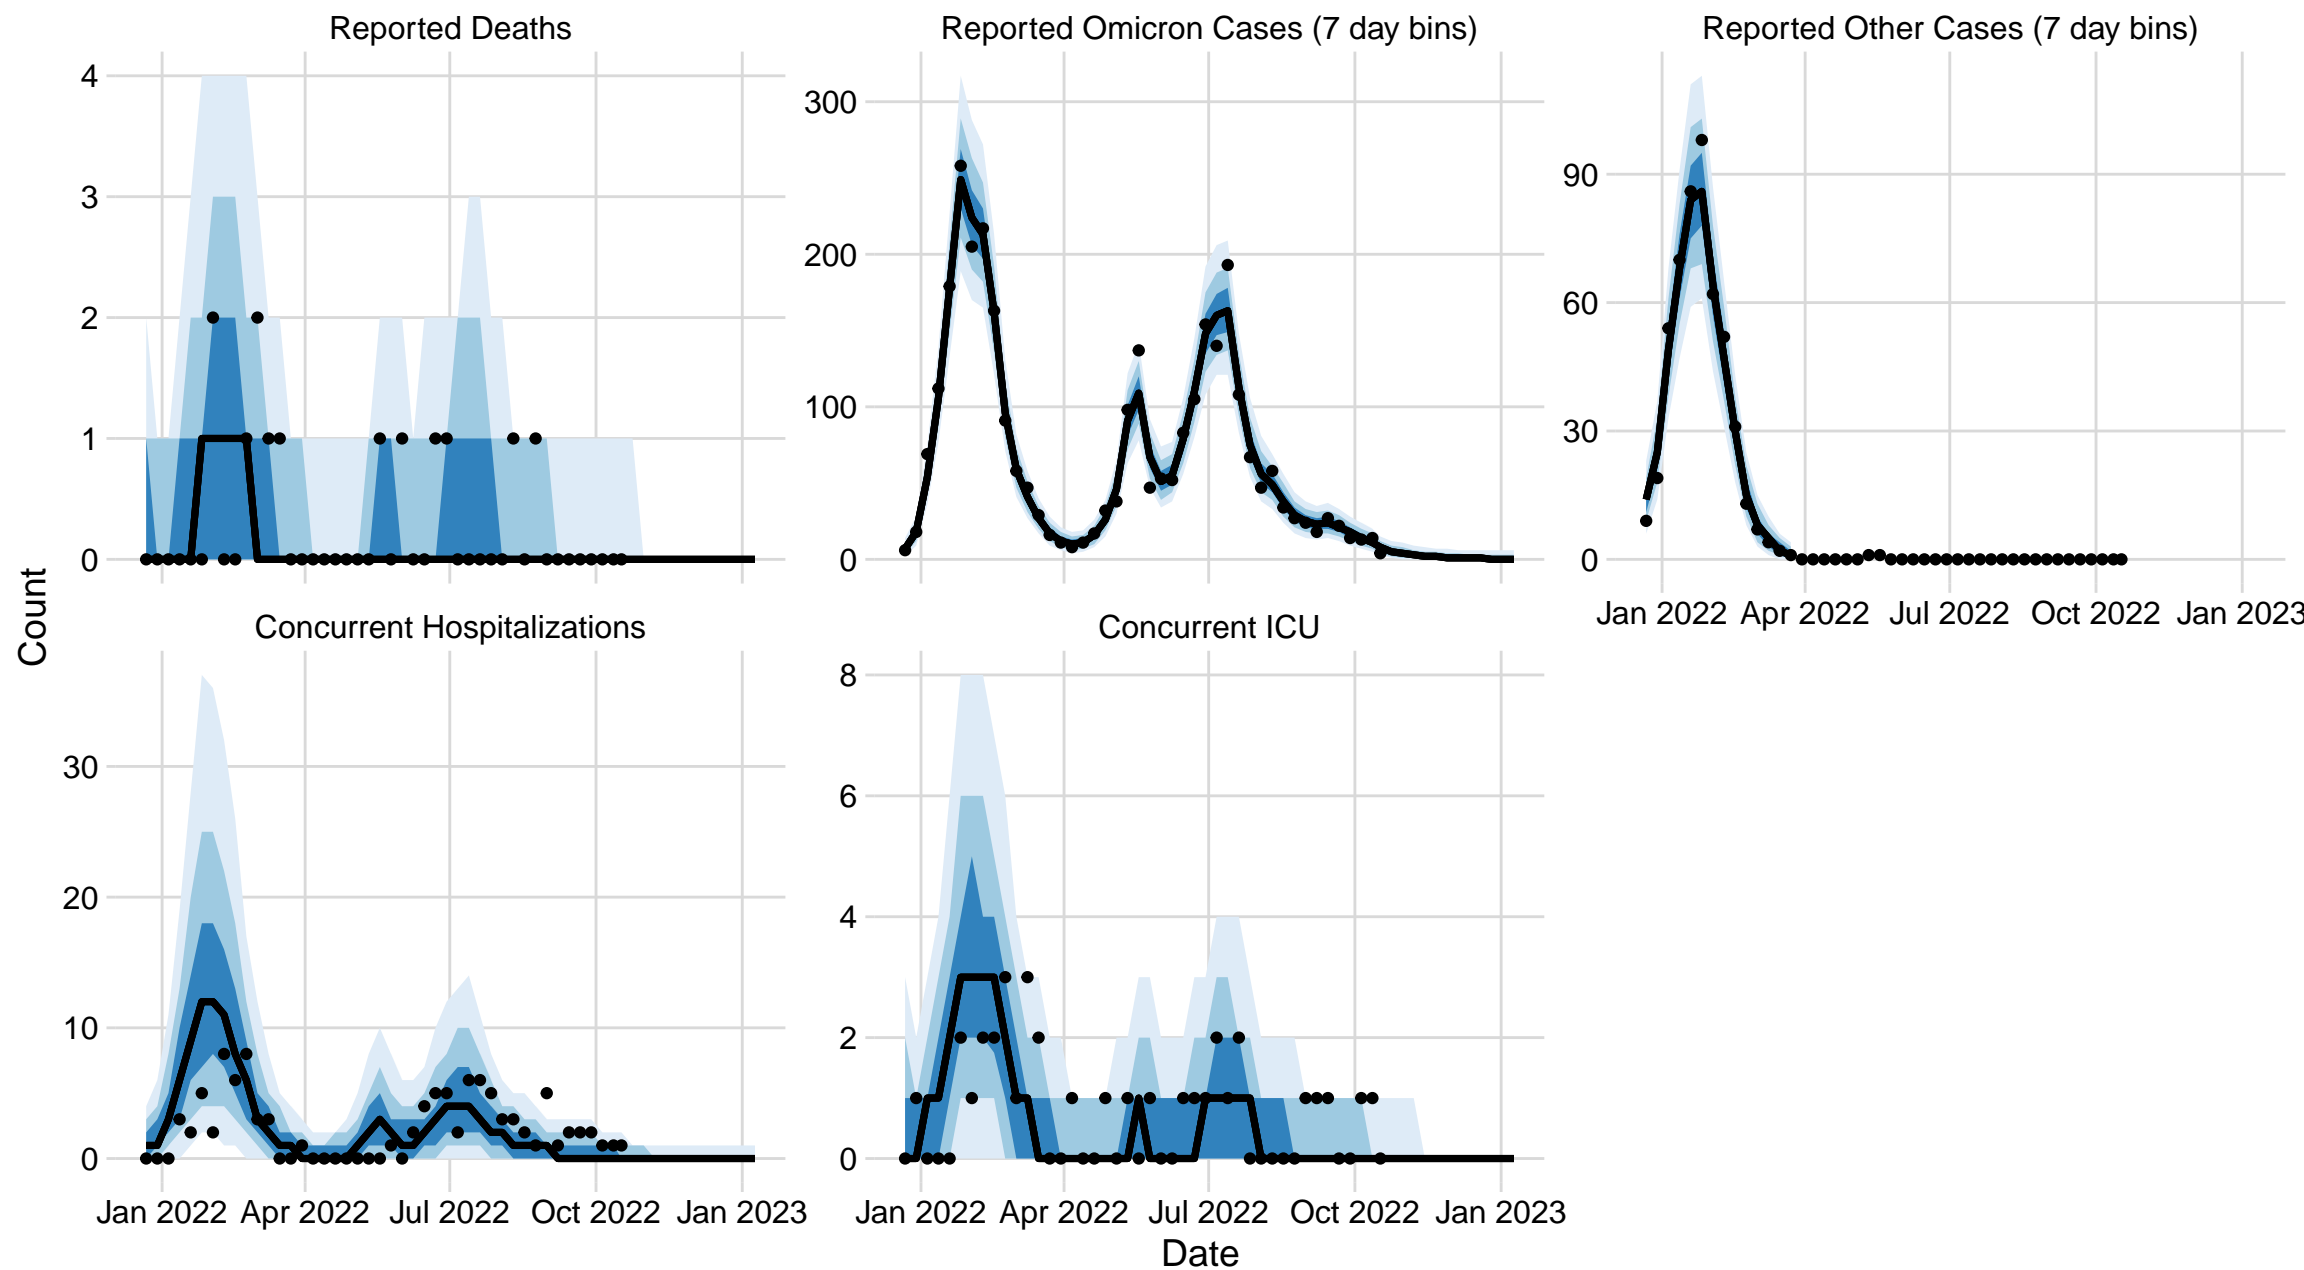 Reported Deaths
Reported Omicron Cases (7 day bins)
Reported Other Cases (7 day bins)
4
3
2
1
0
300
200
100
0
90
60
30
0
Jan 2022 Apr 2022 Jul 2022 Oct 2022 Jan 2023
Count
Concurrent Hospitalizations
Concurrent ICU
30
20
10
0
8
6
4
2
0
Jan 2022 Apr 2022 Jul 2022 Oct 2022 Jan 2023
Jan 2022 Apr 2022 Jul 2022 Oct 2022 Jan 2023
Date